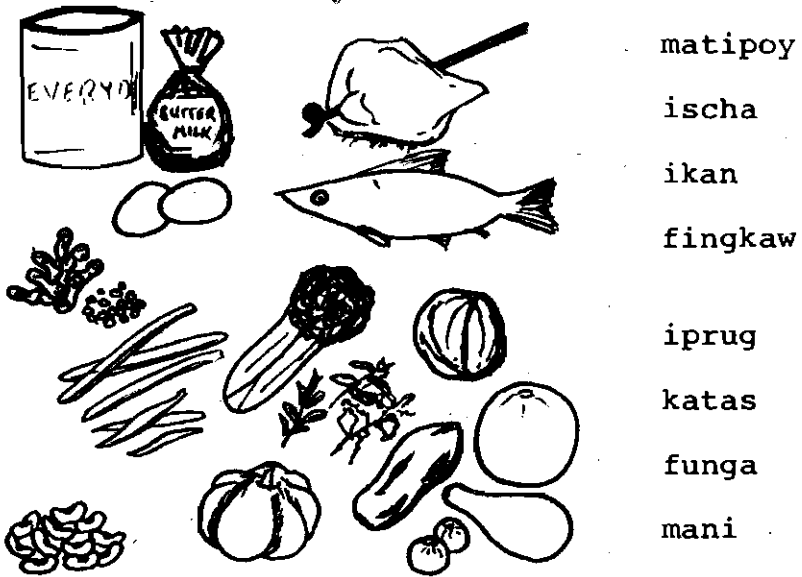 EVERYD
BUTTER
MILK
matipoy
ischa
ikan
fingkaw
iprug
katas
funga
mani